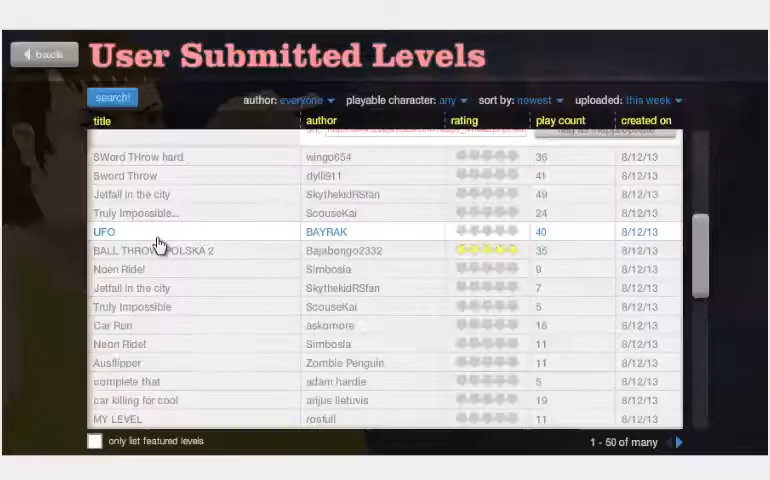 back
User Submitted Levels
search!
author: everyone playable character: any sort by: newest uploaded: this week
title author rating play count created on
SWord THrow hard wingo654 36 8/12/13
Sword Throw dylli911 41 8/12/13
Jetfall in the city SkythekidRSfan 49 8/12/13
Truly Impossible... ScouseKai 24 8/12/13
UFO BAYRAK 40 8/12/13
BALL THROW POLSKA 2 Bajabongo2332 35 8/12/13
Noen Ride! Simbosia 9 8/12/13
Jetfall in the city SkythekidRSfan 7 8/12/13
Truly Impossible ScouseKai 5 8/12/13
Car Run askomore 16 8/12/13
Neon Ride! Simbosia 11 8/12/13
Ausflipper Zombie Penguin 11 8/12/13
complete that adam hardie 5 8/12/13
car killing for cool arijus lietuvis 19 8/12/13
MY LEVEL rostull 11 8/12/13
only list featured levels 1 - 50 of many